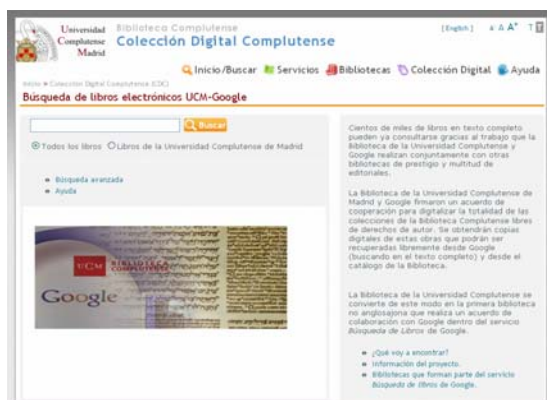 Universidad
Complutense
Madrid
Biblioteca Complutense
Colección Digital Complutense
[English] a A A+ T T
Inicio/Buscar Servicios Bibliotecas Colección Digital Ayuda
Inicio » Colección Digital Complutense (CDC)
Búsqueda de libros electrónicos UCM-Google
Buscar
Todos los libros Libros de la Universidad Complutense de Madrid
Búsqueda avanzada
Ayuda
UCM BIBLIOTECA
COMPLUTENSE
Google
Cientos de miles de libros en texto completo
pueden ya consultarse gracias al trabajo que la
Biblioteca de la Universidad Complutense y
Google realizan conjuntamente con otras
bibliotecas de prestigio y multitud de
editoriales.
La Biblioteca de la Universidad Complutense de
Madrid y Google firmaron un acuerdo de
cooperación para digitalizar la totalidad de las
colecciones de la Biblioteca Complutense libres
de derechos de autor. Se obtendrán copias
digitales de estas obras que podrán ser
recuperadas libremente desde Google
(buscando en el texto completo) y desde el
catálogo de la Biblioteca.
La Biblioteca de la Universidad Complutense se
convierte de este modo en la primera biblioteca
no anglosajona que realiza un acuerdo de
colaboración con Google dentro del servicio
Búsqueda de Libros de Google.
¿Qué voy a encontrar?
Información del proyecto.
Bibliotecas que forman parte del servicio
Búsqueda de libros de Google.